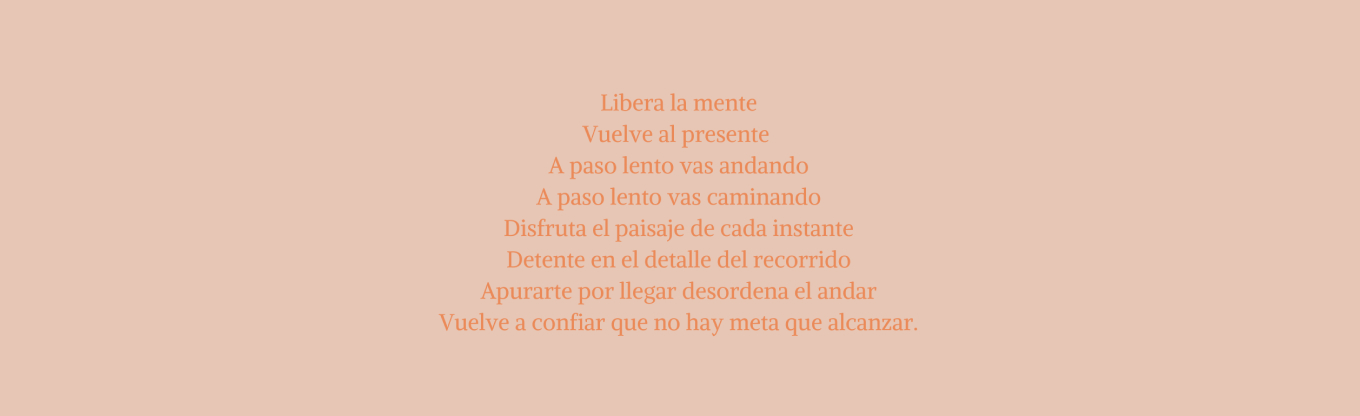 Libera la mente
Vuelve al presente
A paso lento vas andando
A paso lento vas caminando
Disfruta el paisaje de cada instante
Detente en el detalle del recorrido
Apurarte por llegar desordena el andar
Vuelve a confiar que no hay meta que alcanzar.